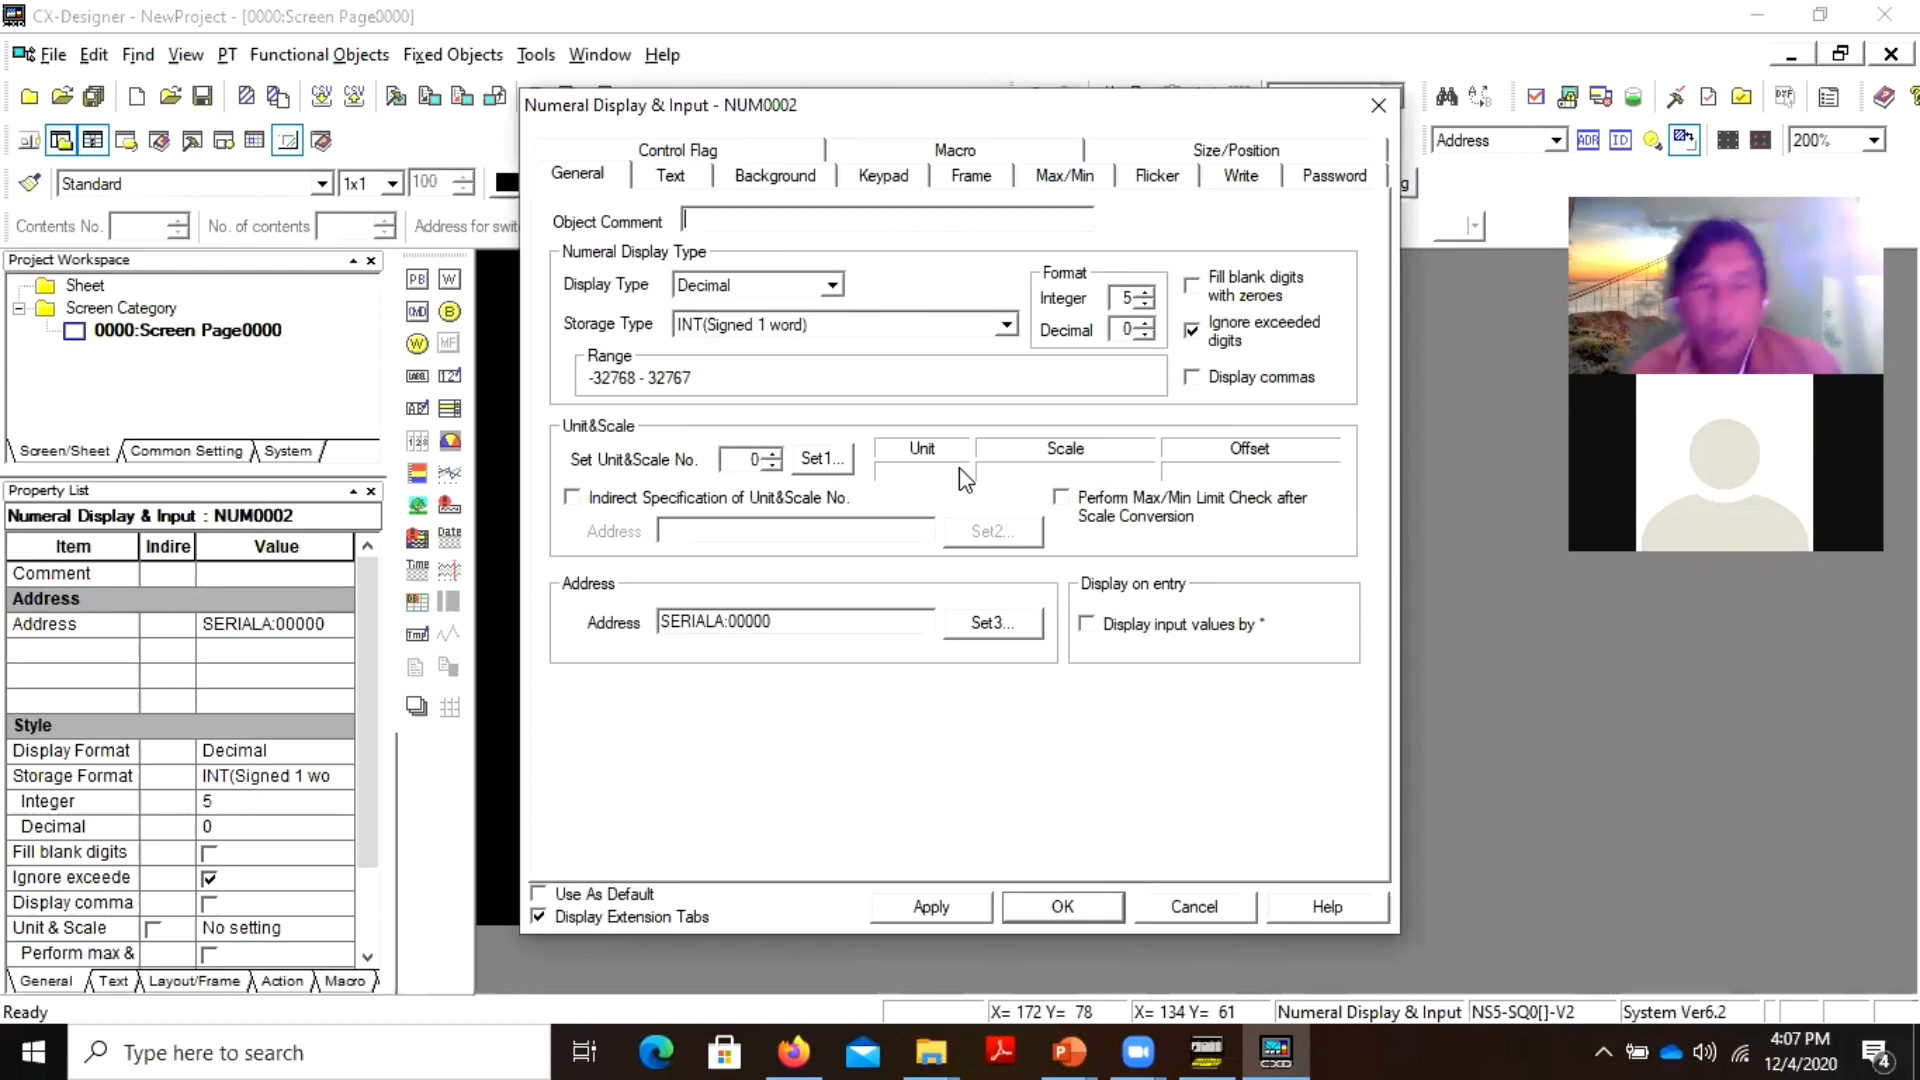 CX-Designer - NewProject - [0000:Screen Page0000]
File Edit Find View PT Functional Objects Fixed Objects Tools Window Help
Address 200%
Standard 1x1 100
Contents No. No. of contents Address for swit
Project Workspace
Sheet
Screen Category
0000:Screen Page0000
Screen/Sheet Common Setting System
Property List
Numeral Display & Input : NUM0002
Item Indire Value
Comment
Address
Address SERIALA:00000
Style
Display Format Decimal
Storage Format INT(Signed 1 wo
Integer 5
Decimal 0
Fill blank digits
Ignore exceede
Display comma
Unit & Scale No setting
Perform max &
General Text Layout/Frame Action Macro
Numeral Display & Input - NUM0002
Control Flag Macro Size/Position
General Text Background Keypad Frame Max/Min Flicker Write Password
Object Comment
Numeral Display Type
Display Type Decimal
Storage Type INT(Signed 1 word)
Format
Integer 5
Decimal 0
Fill blank digits
with zeroes
Ignore exceeded
digits
Display commas
Range
-32768 - 32767
Unit&Scale
Set Unit&Scale No. 0 Set1...
Unit Scale Offset
Indirect Specification of Unit&Scale No.
Address Set2...
Perform Max/Min Limit Check after
Scale Conversion
Address
Address SERIALA:00000 Set3...
Display on entry
Display input values by *
Use As Default
Display Extension Tabs
Apply OK Cancel Help
Ready X= 172 Y= 78 X= 134 Y= 61 Numeral Display & Input NS5-SQ0[]-V2 System Ver6.2
Type here to search
4:07 PM
12/4/2020
4